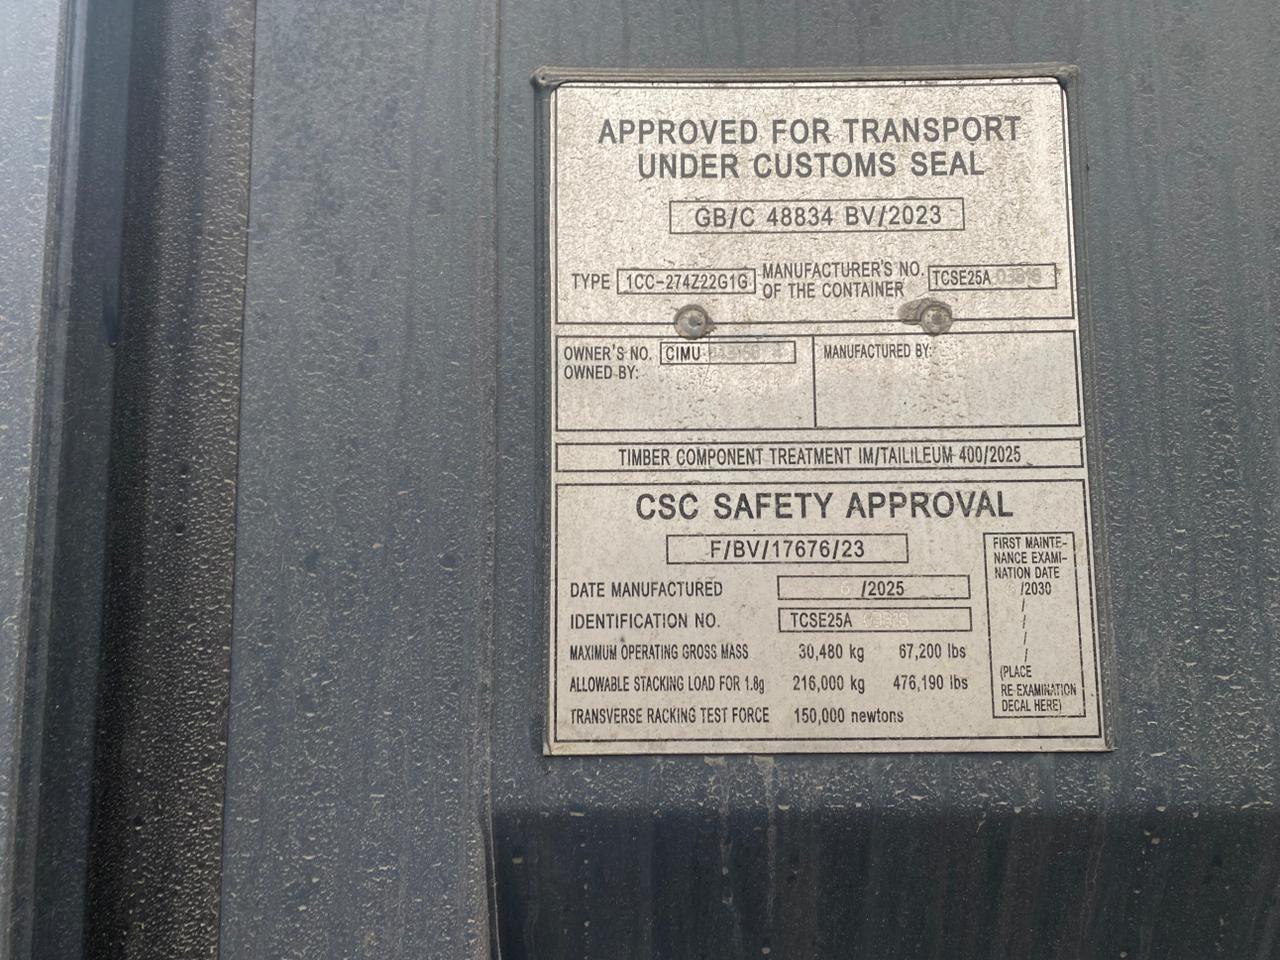 APPROVED FOR TRANSPORT
UNDER CUSTOMS SEAL
GB/C 48834 BV/2023
TYPE 1CC-274Z22G1G MANUFACTURER'S NO. OF THE CONTAINER TCSE25A
OWNER'S NO. CIMU
OWNED BY:
MANUFACTURED BY:
TIMBER COMPONENT TREATMENT IM/TAILILEUM 400/2025
CSC SAFETY APPROVAL
F/BV/17676/23
DATE MANUFACTURED 6 /2025
IDENTIFICATION NO. TCSE25A
MAXIMUM OPERATING GROSS MASS 30,480 kg 67,200 lbs
ALLOWABLE STACKING LOAD FOR 1.8g 216,000 kg 476,190 lbs
TRANSVERSE RACKING TEST FORCE 150,000 newtons
FIRST MAINTE-
NANCE EXAMI-
NATION DATE
/2030
(PLACE
RE-EXAMINATION
DECAL HERE)